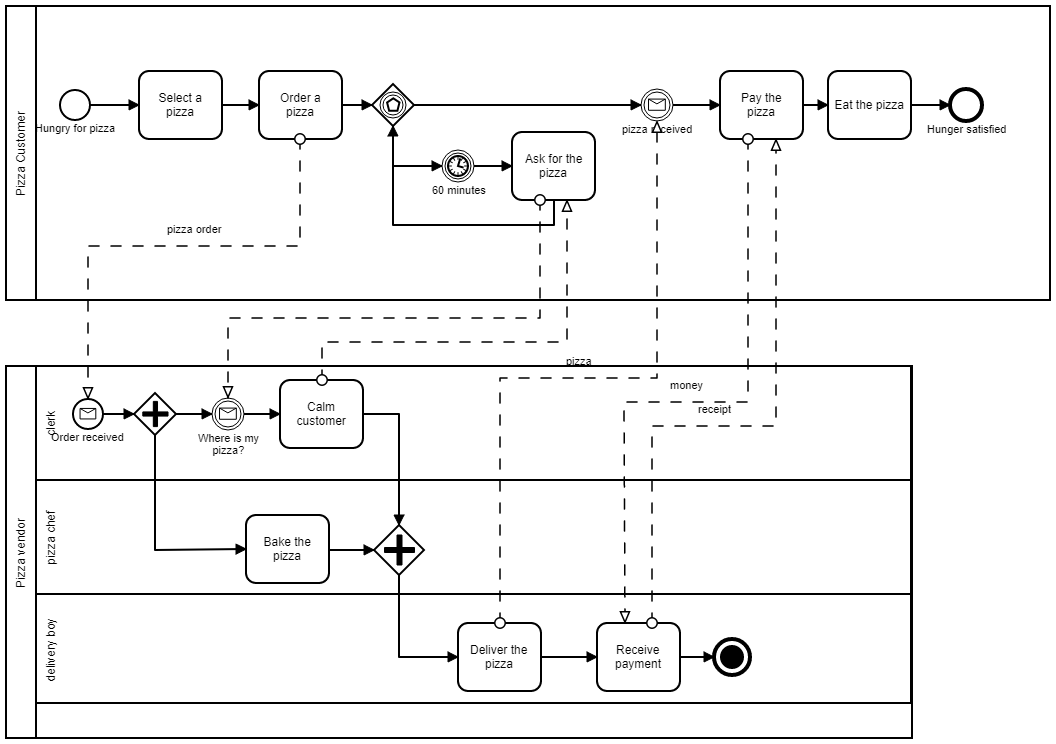 Pizza Customer
Hungry for pizza
Select a
pizza
Order a
pizza
60 minutes
Ask for the
pizza
pizza received
Pay the
pizza
Eat the pizza
Hunger satisfied
pizza order
pizza
money
receipt
Pizza vendor
clerk
Order received
Where is my
pizza?
Calm
customer
pizza chef
Bake the
pizza
delivery boy
Deliver the
pizza
Receive
payment